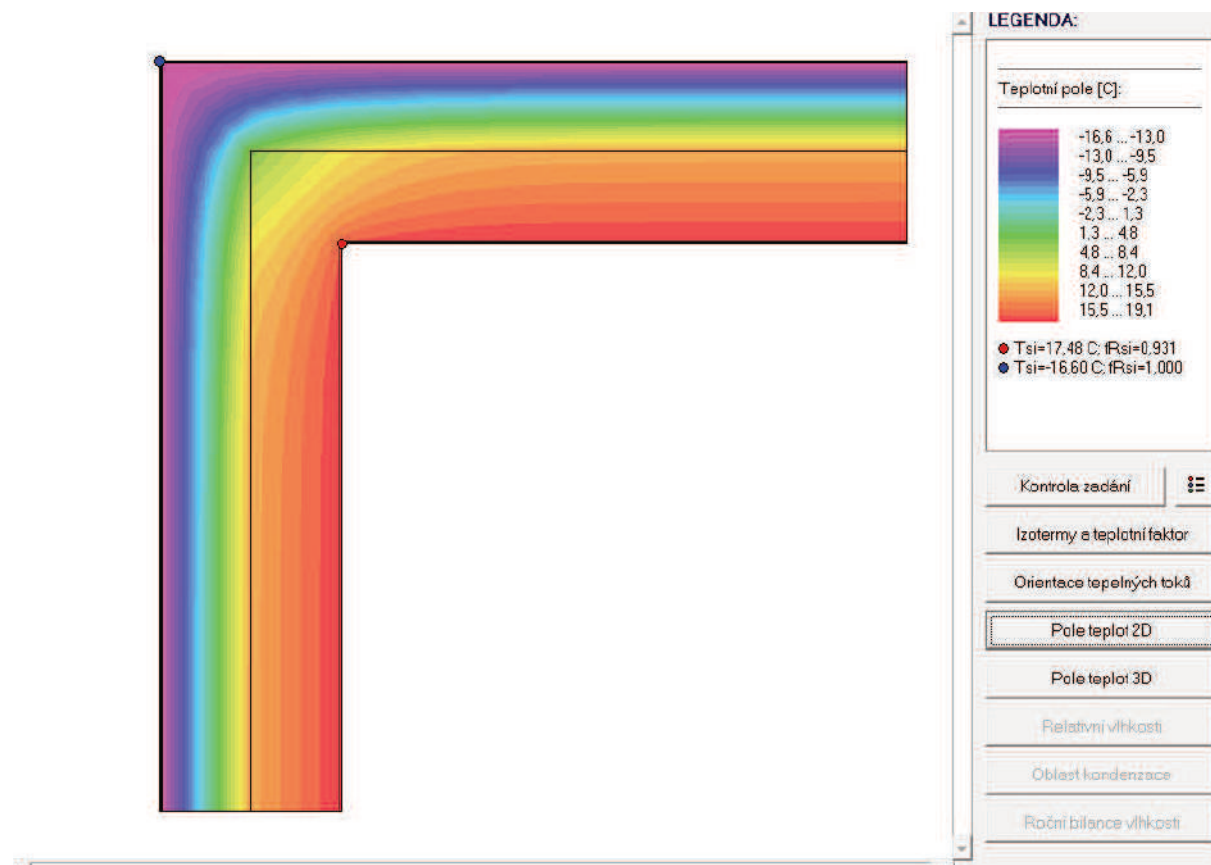 LEGENDA:
Teplotní pole [C]:
-16,6 ... -13,0
-13,0 ... -9,5
-9,5 ... -5,9
-5,9 ... -2,3
-2,3 ... 1,3
1,3 ... 4,8
4,8 ... 8,4
8,4 ... 12,0
12,0 ... 15,5
15,5 ... 19,1
Tsi=17,48 C; fRsi=0,931
Tsi=-16,60 C; fRsi=1,000
Kontrola zadání
Izotermy a teplotní faktor
Orientace tepelných toků
Pole teplot 2D
Pole teplot 3D
Relativní vlhkosti
Oblast kondenzace
Roční bilance vlhkosti